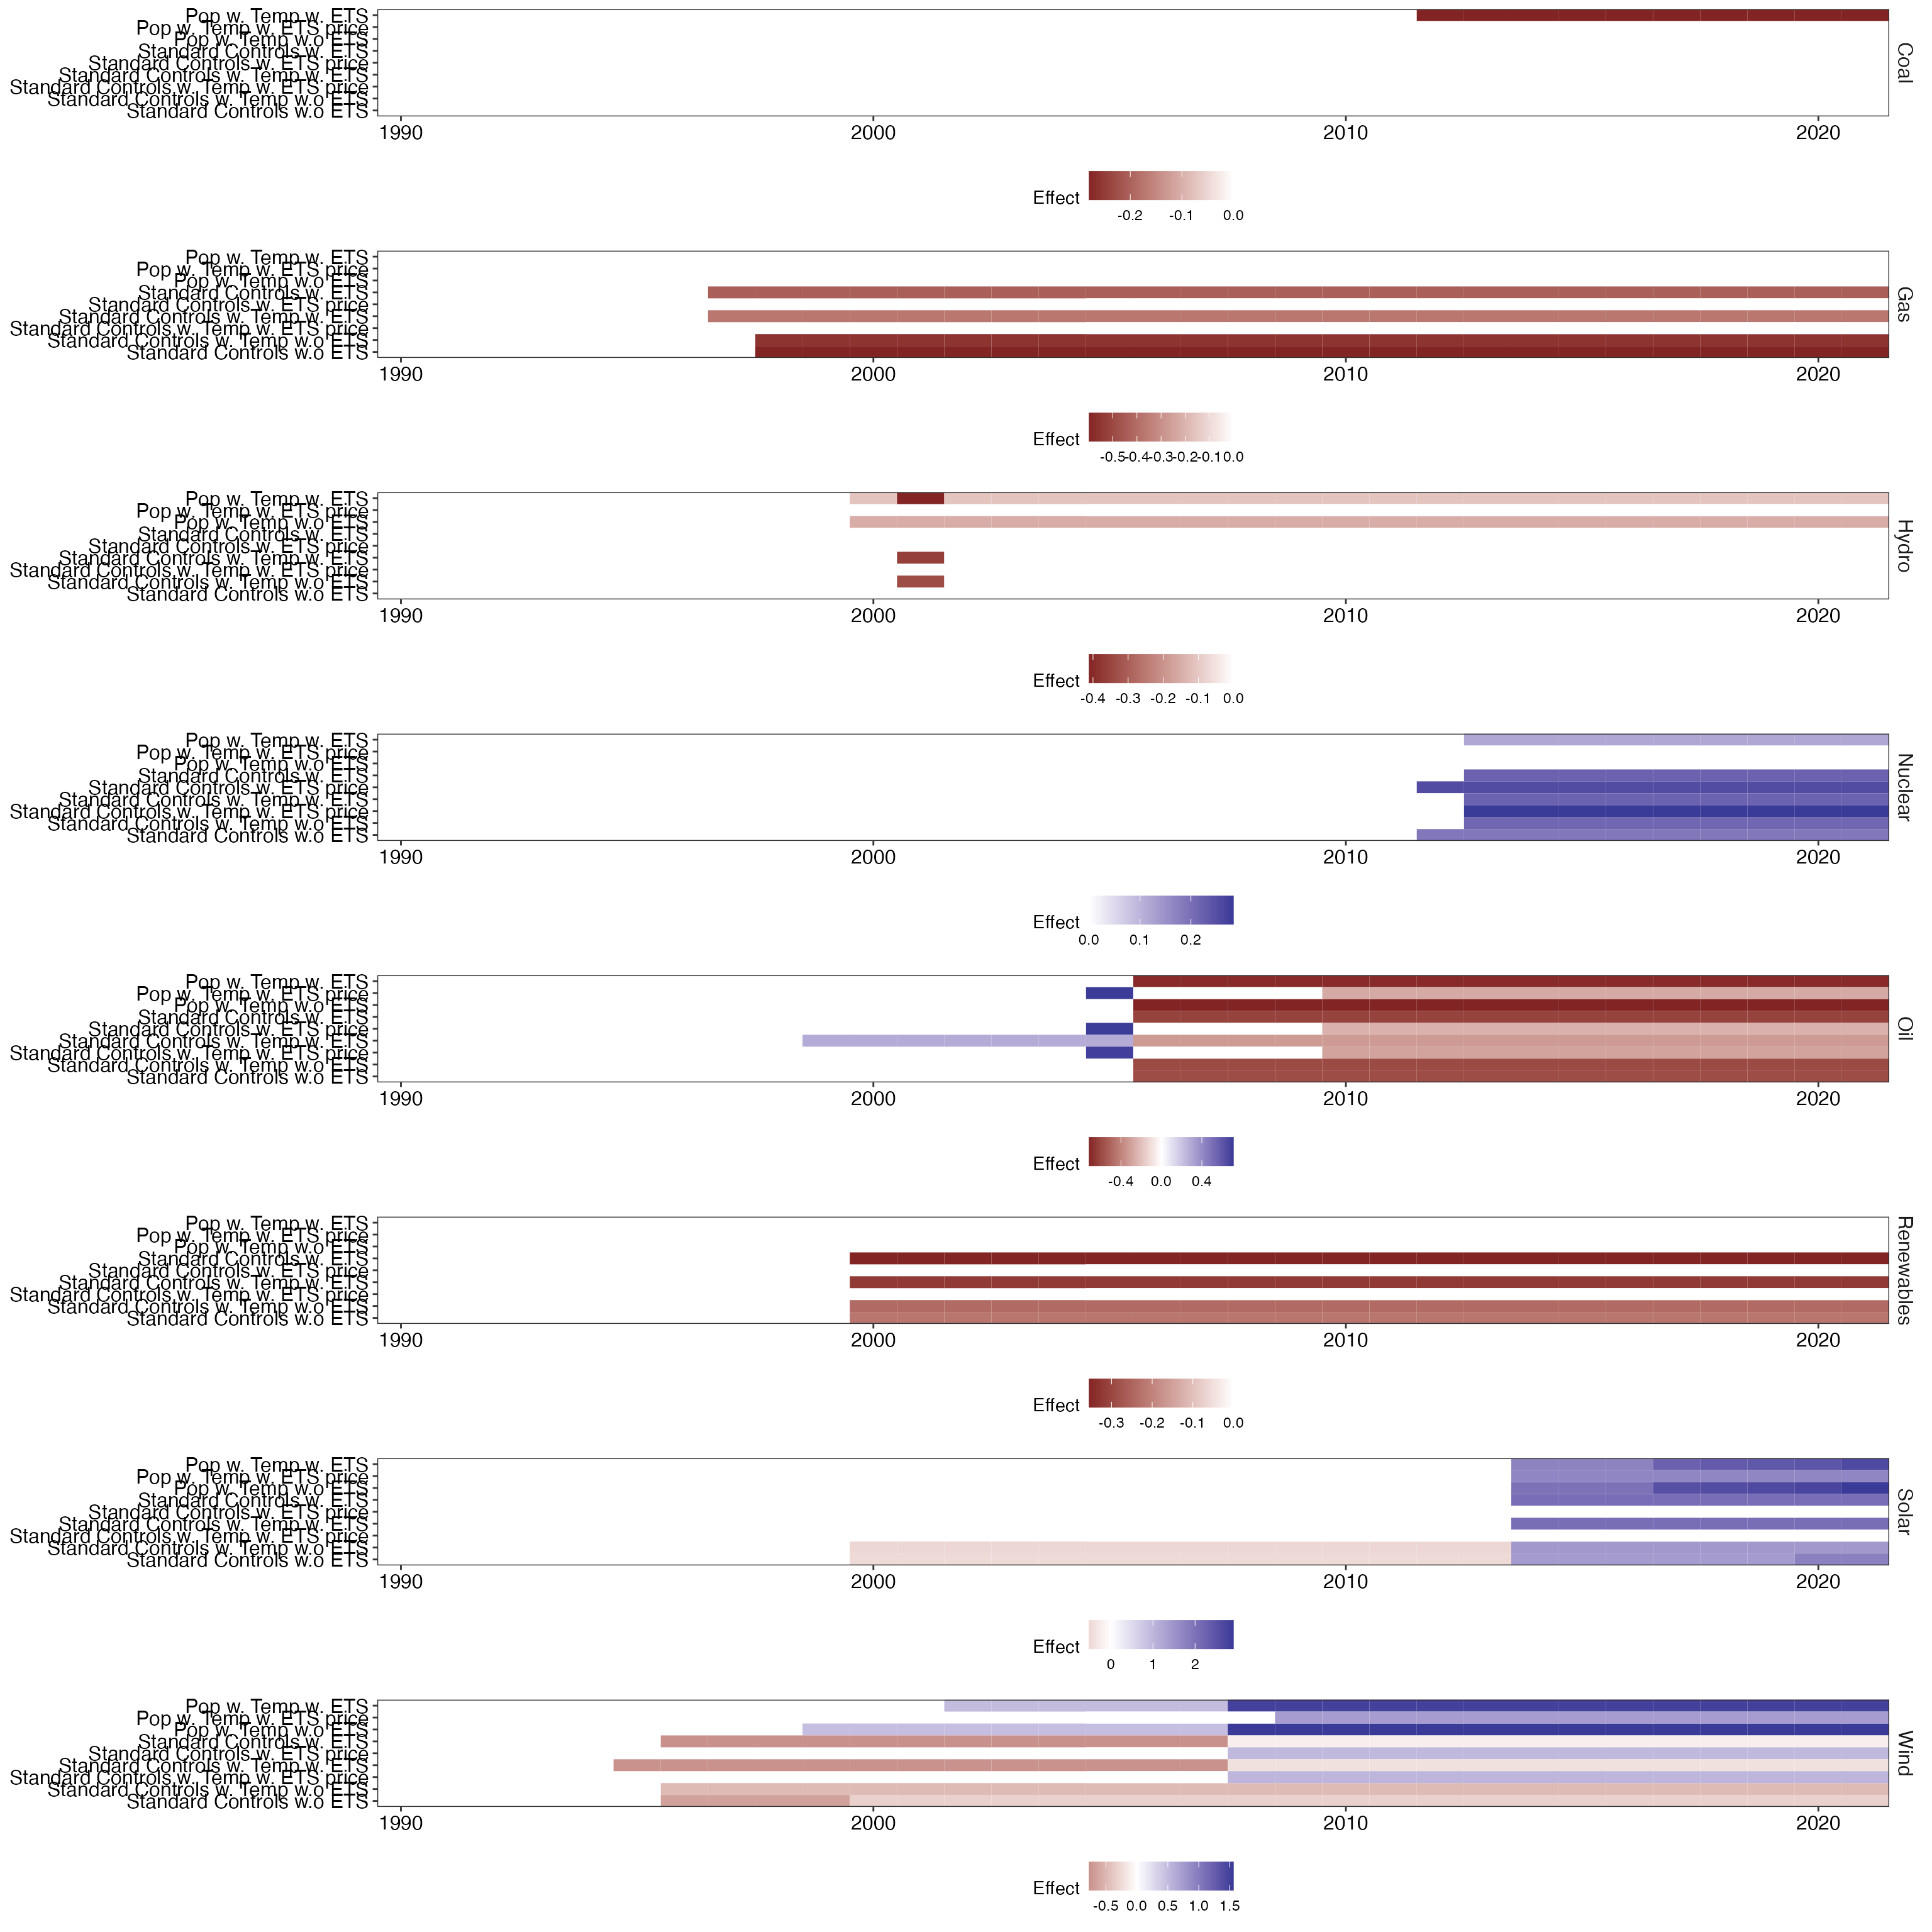 Pop w. Temp w. ETS
Pop w. Temp w. ETS price
Pop w. Temp w.o ETS
Standard Controls w. ETS
Standard Controls w. ETS price
Standard Controls w. Temp w. ETS
Standard Controls w. Temp w. ETS price
Standard Controls w. Temp w.o ETS
Standard Controls w.o ETS
Coal
1990 2000 2010 2020
Effect
-0.2 -0.1 0.0
Pop w. Temp w. ETS
Pop w. Temp w. ETS price
Pop w. Temp w.o ETS
Standard Controls w. ETS
Standard Controls w. ETS price
Standard Controls w. Temp w. ETS
Standard Controls w. Temp w. ETS price
Standard Controls w. Temp w.o ETS
Standard Controls w.o ETS
Gas
1990 2000 2010 2020
Effect
-0.5 -0.4 -0.3 -0.2 -0.1 0.0
Pop w. Temp w. ETS
Pop w. Temp w. ETS price
Pop w. Temp w.o ETS
Standard Controls w. ETS
Standard Controls w. ETS price
Standard Controls w. Temp w. ETS
Standard Controls w. Temp w. ETS price
Standard Controls w. Temp w.o ETS
Standard Controls w.o ETS
Hydro
1990 2000 2010 2020
Effect
-0.4 -0.3 -0.2 -0.1 0.0
Pop w. Temp w. ETS
Pop w. Temp w. ETS price
Pop w. Temp w.o ETS
Standard Controls w. ETS
Standard Controls w. ETS price
Standard Controls w. Temp w. ETS
Standard Controls w. Temp w. ETS price
Standard Controls w. Temp w.o ETS
Standard Controls w.o ETS
Nuclear
1990 2000 2010 2020
Effect
0.0 0.1 0.2
Pop w. Temp w. ETS
Pop w. Temp w. ETS price
Pop w. Temp w.o ETS
Standard Controls w. ETS
Standard Controls w. ETS price
Standard Controls w. Temp w. ETS
Standard Controls w. Temp w. ETS price
Standard Controls w. Temp w.o ETS
Standard Controls w.o ETS
Oil
1990 2000 2010 2020
Effect
-0.4 0.0 0.4
Pop w. Temp w. ETS
Pop w. Temp w. ETS price
Pop w. Temp w.o ETS
Standard Controls w. ETS
Standard Controls w. ETS price
Standard Controls w. Temp w. ETS
Standard Controls w. Temp w. ETS price
Standard Controls w. Temp w.o ETS
Standard Controls w.o ETS
Renewables
1990 2000 2010 2020
Effect
-0.3 -0.2 -0.1 0.0
Pop w. Temp w. ETS
Pop w. Temp w. ETS price
Pop w. Temp w.o ETS
Standard Controls w. ETS
Standard Controls w. ETS price
Standard Controls w. Temp w. ETS
Standard Controls w. Temp w. ETS price
Standard Controls w. Temp w.o ETS
Standard Controls w.o ETS
Solar
1990 2000 2010 2020
Effect
0 1 2
Pop w. Temp w. ETS
Pop w. Temp w. ETS price
Pop w. Temp w.o ETS
Standard Controls w. ETS
Standard Controls w. ETS price
Standard Controls w. Temp w. ETS
Standard Controls w. Temp w. ETS price
Standard Controls w. Temp w.o ETS
Standard Controls w.o ETS
Wind
1990 2000 2010 2020
Effect
-0.5 0.0 0.5 1.0 1.5